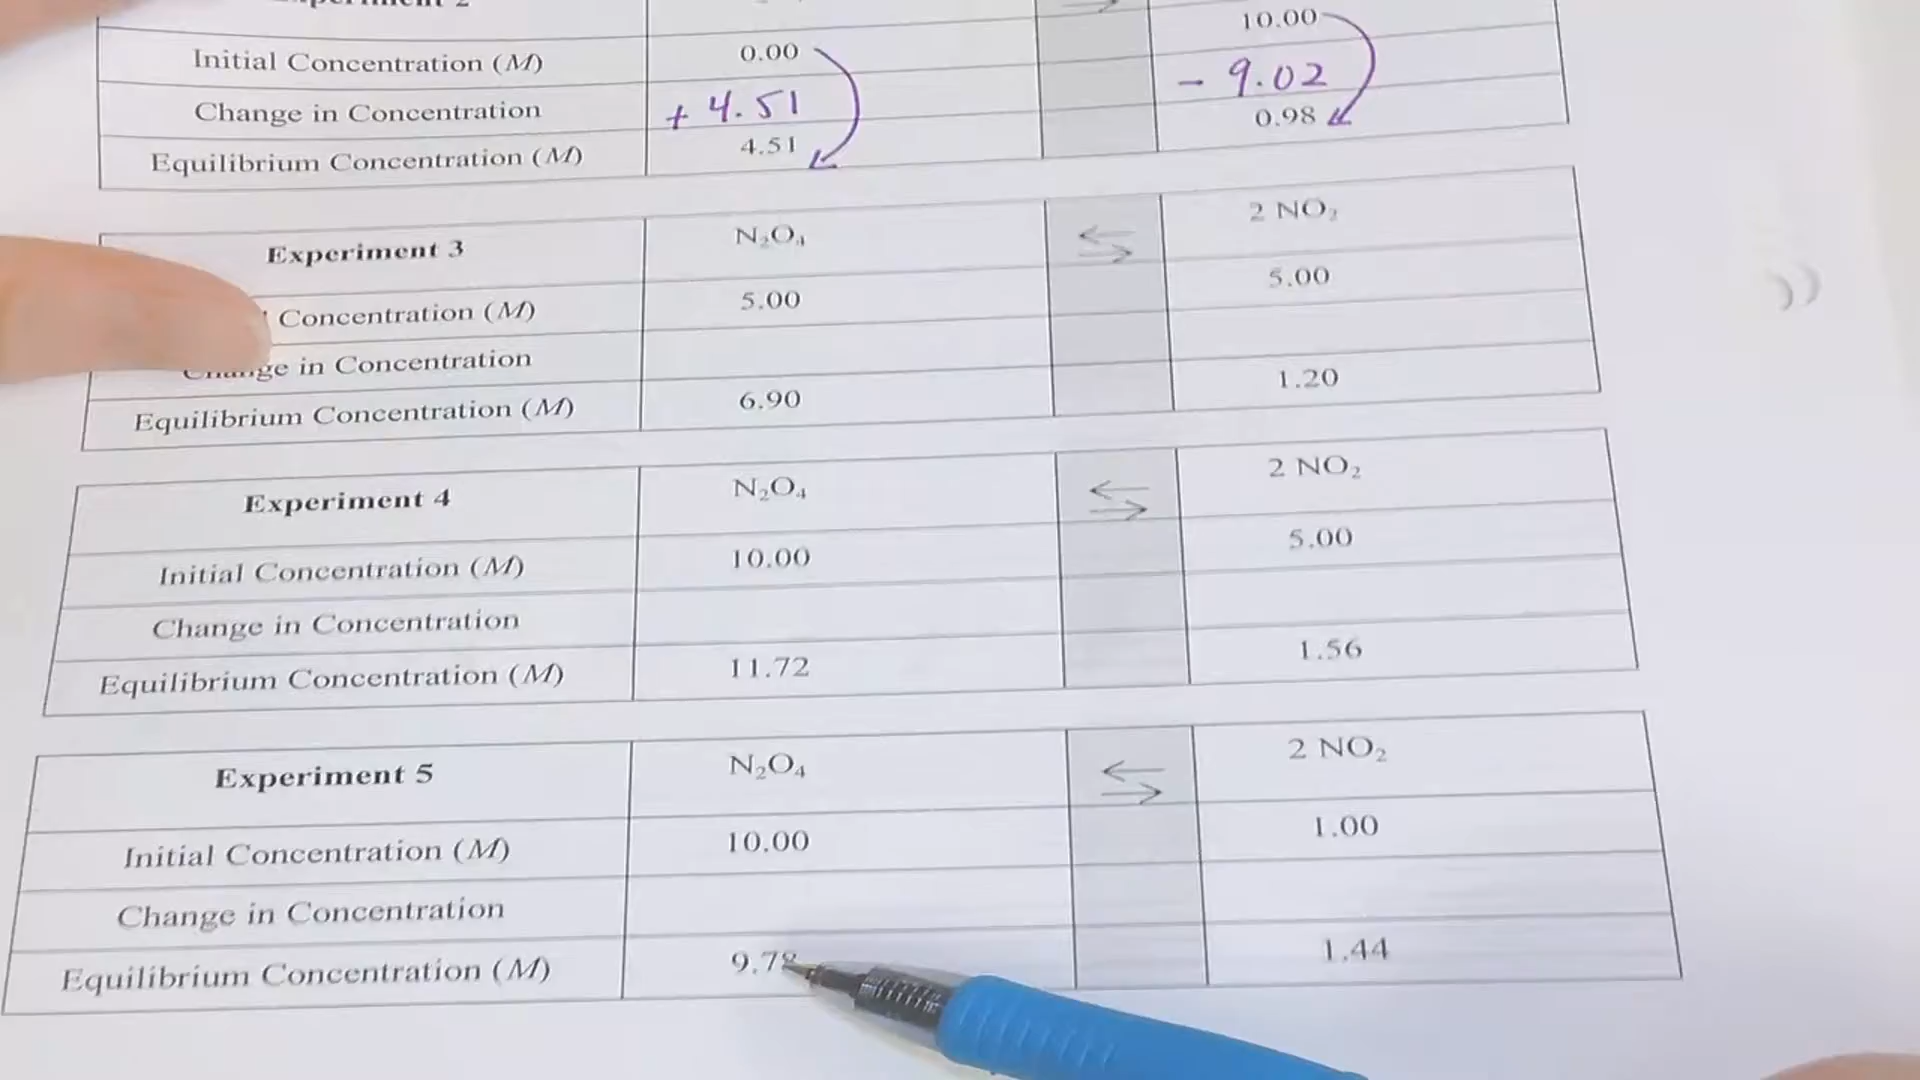 0.00
10.00
Initial Concentration (M)
+ 4.51
- 9.02
Change in Concentration
4.51
0.98
Equilibrium Concentration (M)
Experiment 3
N₂O₄
2 NO₂
Concentration (M)
5.00
5.00
in Concentration
Equilibrium Concentration (M)
6.90
1.20
Experiment 4
N₂O₄
2 NO₂
Initial Concentration (M)
10.00
5.00
Change in Concentration
Equilibrium Concentration (M)
11.72
1.56
Experiment 5
N₂O₄
2 NO₂
Initial Concentration (M)
10.00
1.00
Change in Concentration
Equilibrium Concentration (M)
9.78
1.44